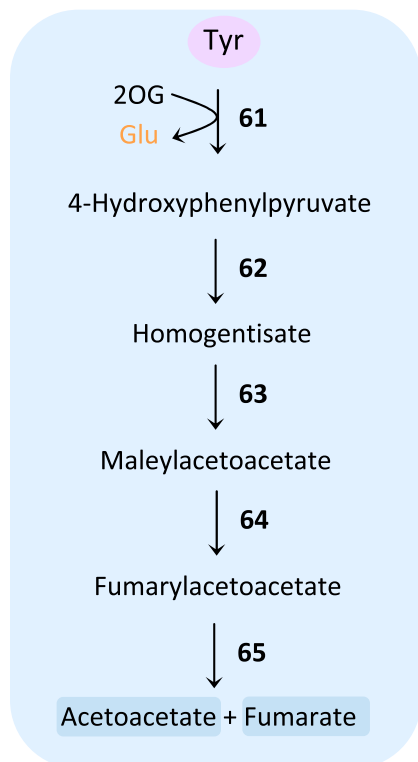 Tyr
2OG
Glu
61
4-Hydroxyphenylpyruvate
62
Homogentisate
63
Maleylacetoacetate
64
Fumarylacetoacetate
65
Acetoacetate + Fumarate